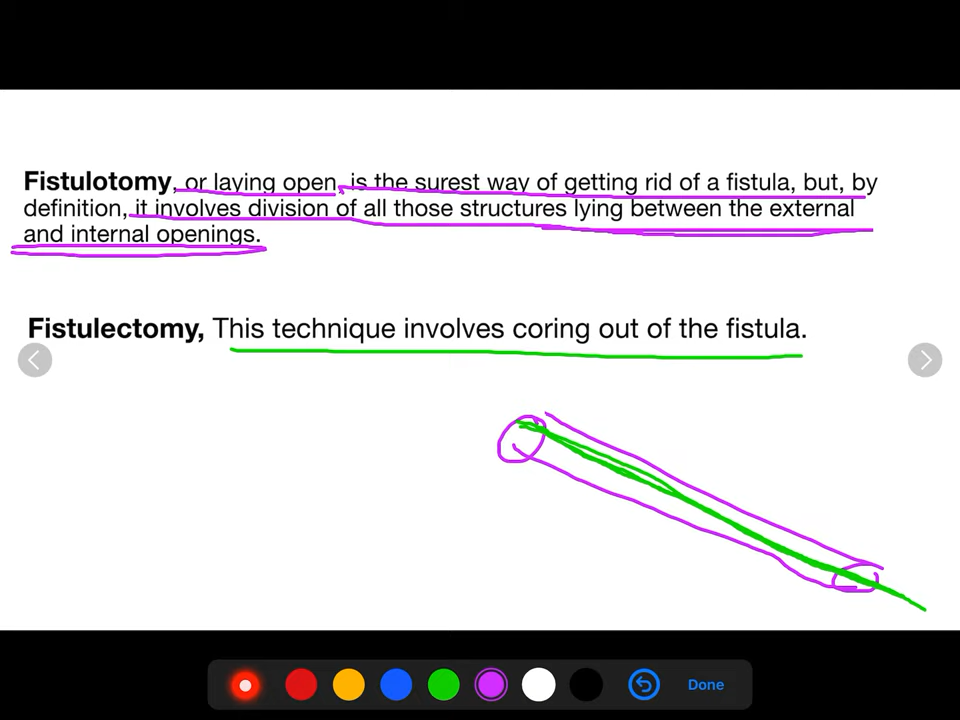 Fistulotomy, or laying open, is the surest way of getting rid of a fistula, but, by
definition, it involves division of all those structures lying between the external
and internal openings.
Fistulectomy, This technique involves coring out of the fistula.
Done